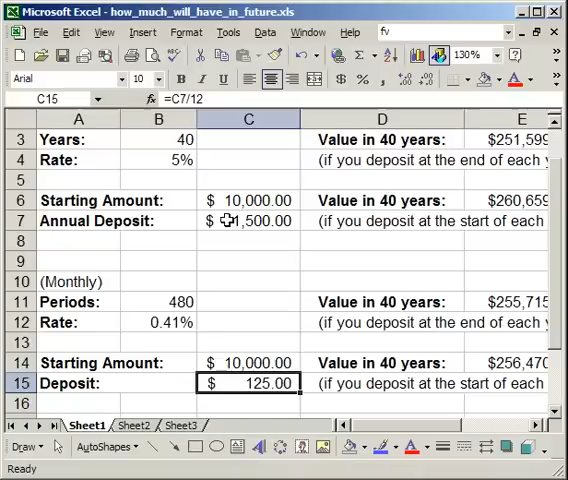 Microsoft Excel - how_much_will_have_in_future.xls
File Edit View Insert Format Tools Data Window Help fv
Σ 130%
Arial 10 B I U $ %
C15 fx =C7/12
A B C D E
3 Years: 40 Value in 40 years: $251,599
4 Rate: 5% (if you deposit at the end of each y
5
6 Starting Amount: $ 10,000.00 Value in 40 years: $260,659
7 Annual Deposit: $ 1,500.00 (if you deposit at the start of each
8
9
10 (Monthly)
11 Periods: 480 Value in 40 years: $255,715
12 Rate: 0.41% (if you deposit at the end of each y
13
14 Starting Amount: $ 10,000.00 Value in 40 years: $256,470
15 Deposit: $ 125.00 (if you deposit at the start of each
16
Sheet1 Sheet2 Sheet3
Draw AutoShapes A A
Ready